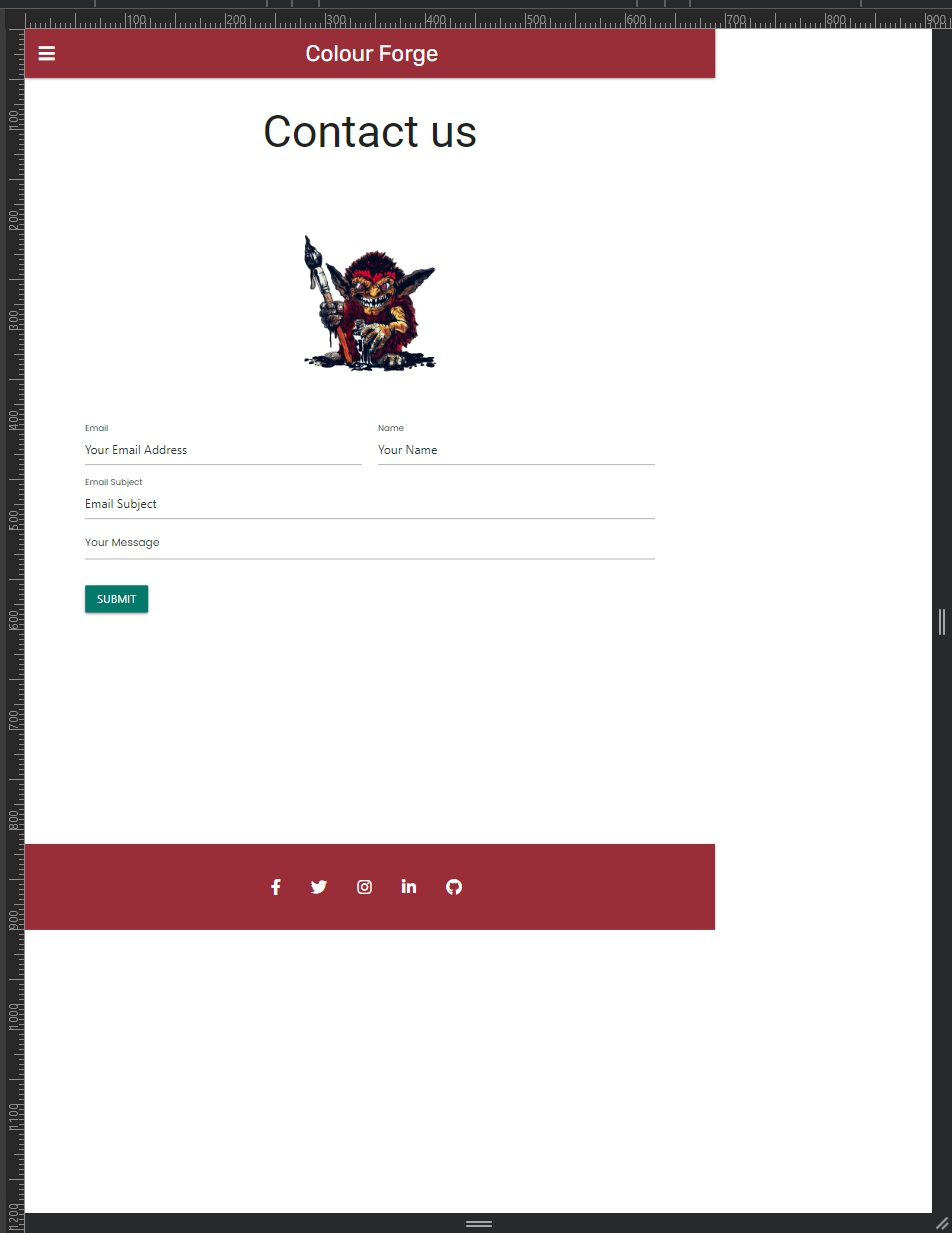 100 200 300 400 500 600 700 800 900
Colour Forge
Contact us
Email
Name
Your Email Address
Your Name
Email Subject
Email Subject
Your Message
SUBMIT
100
200
300
400
500
600
700
800
900
1000
1100
1200